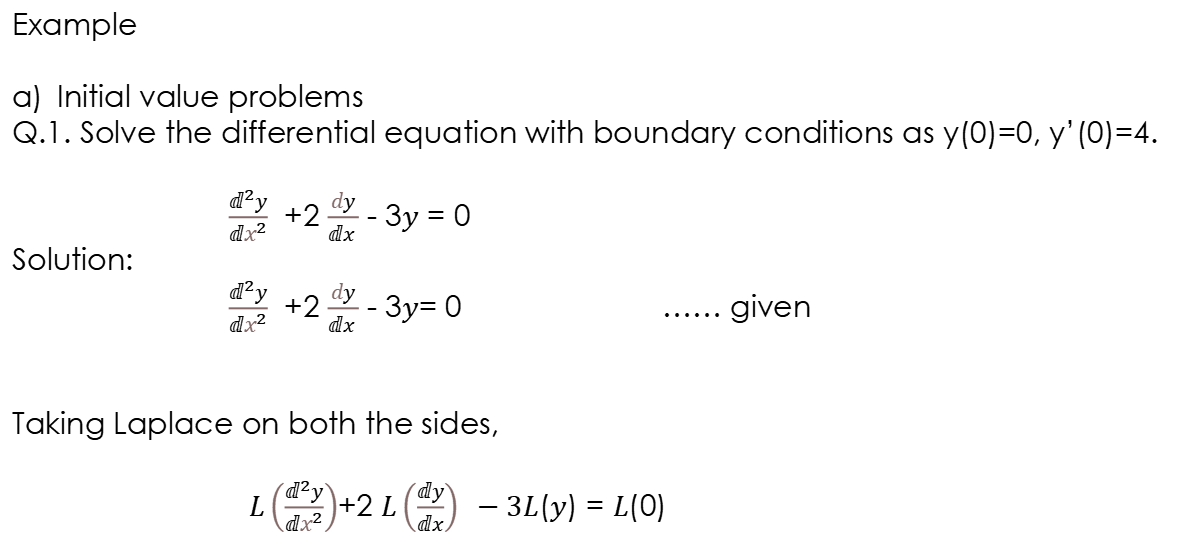 Example
a) Initial value problems
Q.1. Solve the differential equation with boundary conditions as y(0)=0, y’(0)=4.
ⅆ²y/ⅆx² +2 dy/ⅆx - 3y = 0
Solution:
ⅆ²y/ⅆx² +2 dy/ⅆx - 3y= 0 ...... given
Taking Laplace on both the sides,
L(ⅆ²y/ⅆx²)+2 L(ⅆy/ⅆx) − 3L(y) = L(0)